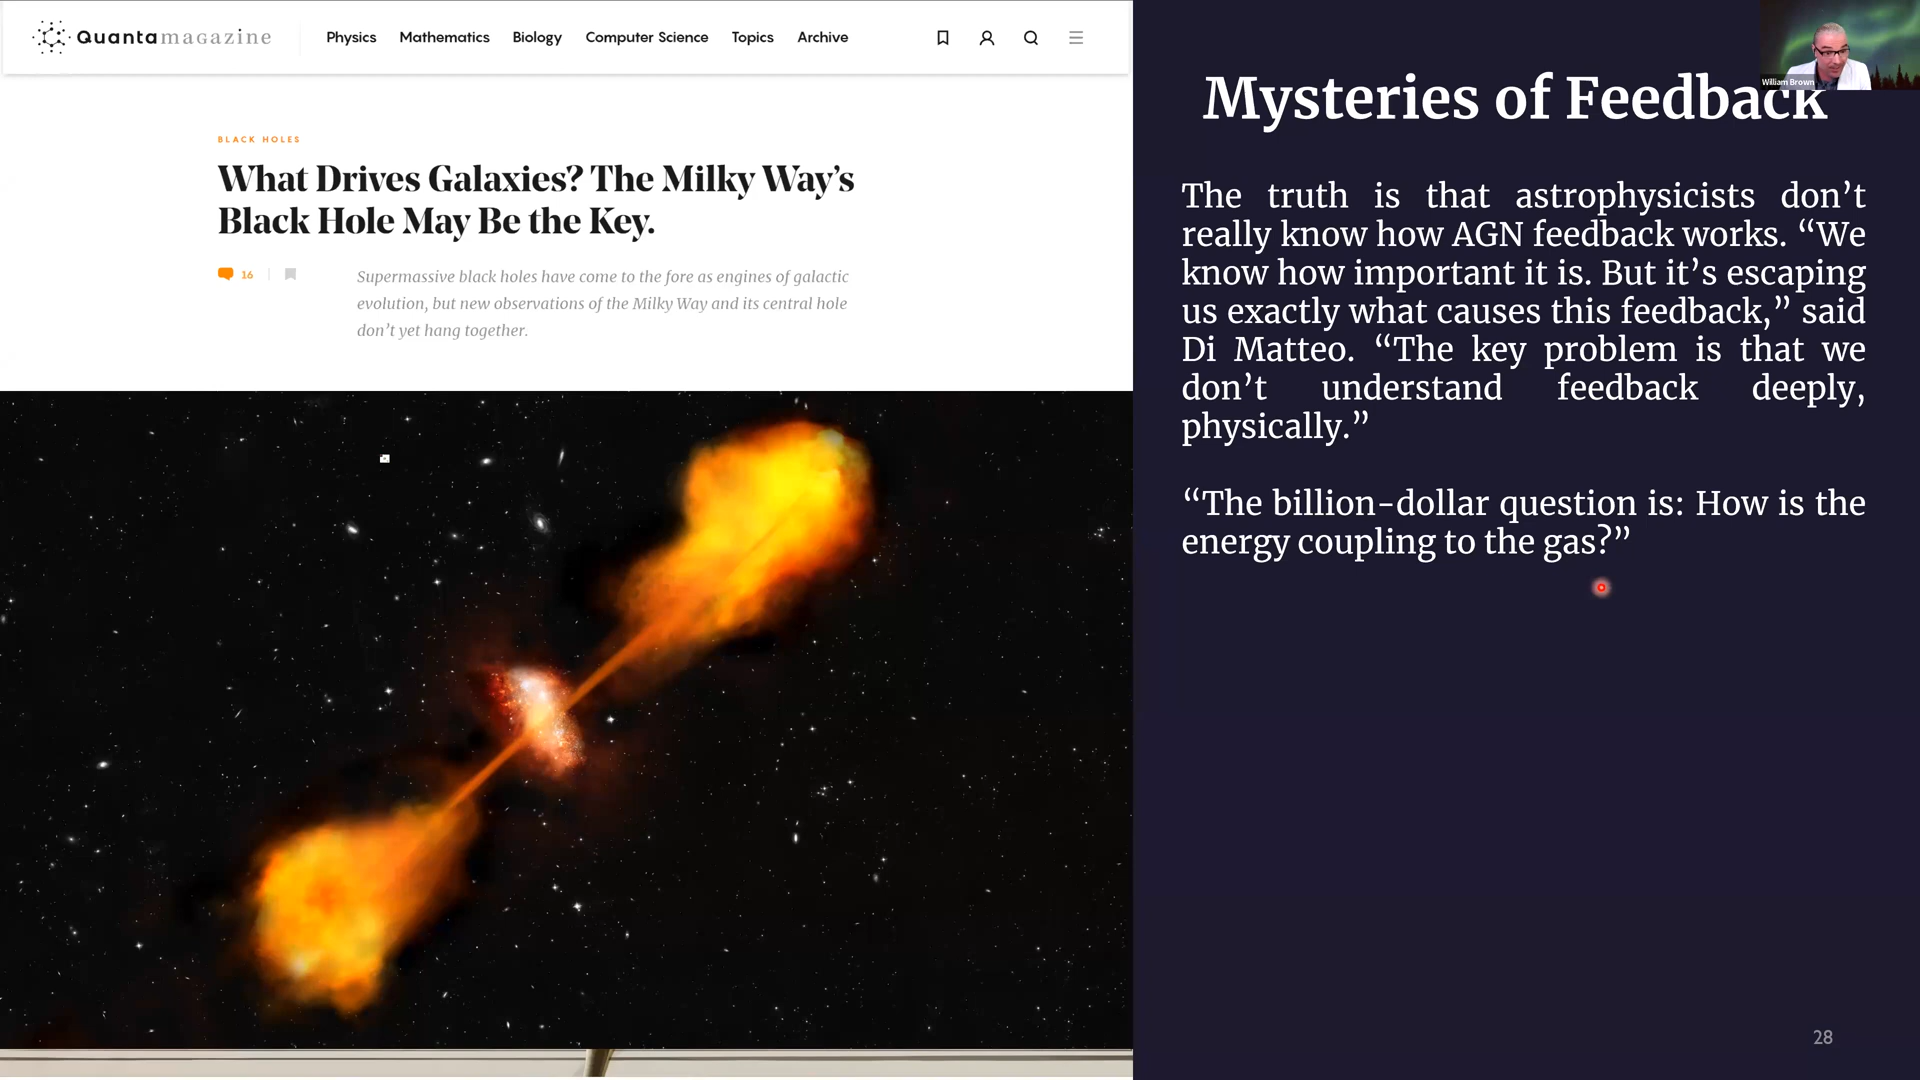 Quantamagazine
Physics Mathematics Biology Computer Science Topics Archive
BLACK HOLES
What Drives Galaxies? The Milky Way’s
Black Hole May Be the Key.
16
Supermassive black holes have come to the fore as engines of galactic
evolution, but new observations of the Milky Way and its central hole
don’t yet hang together.
William Brown
Mysteries of Feedback
The truth is that astrophysicists don’t
really know how AGN feedback works. “We
know how important it is. But it’s escaping
us exactly what causes this feedback,” said
Di Matteo. “The key problem is that we
don’t understand feedback deeply,
physically.”
“The billion-dollar question is: How is the
energy coupling to the gas?”
28